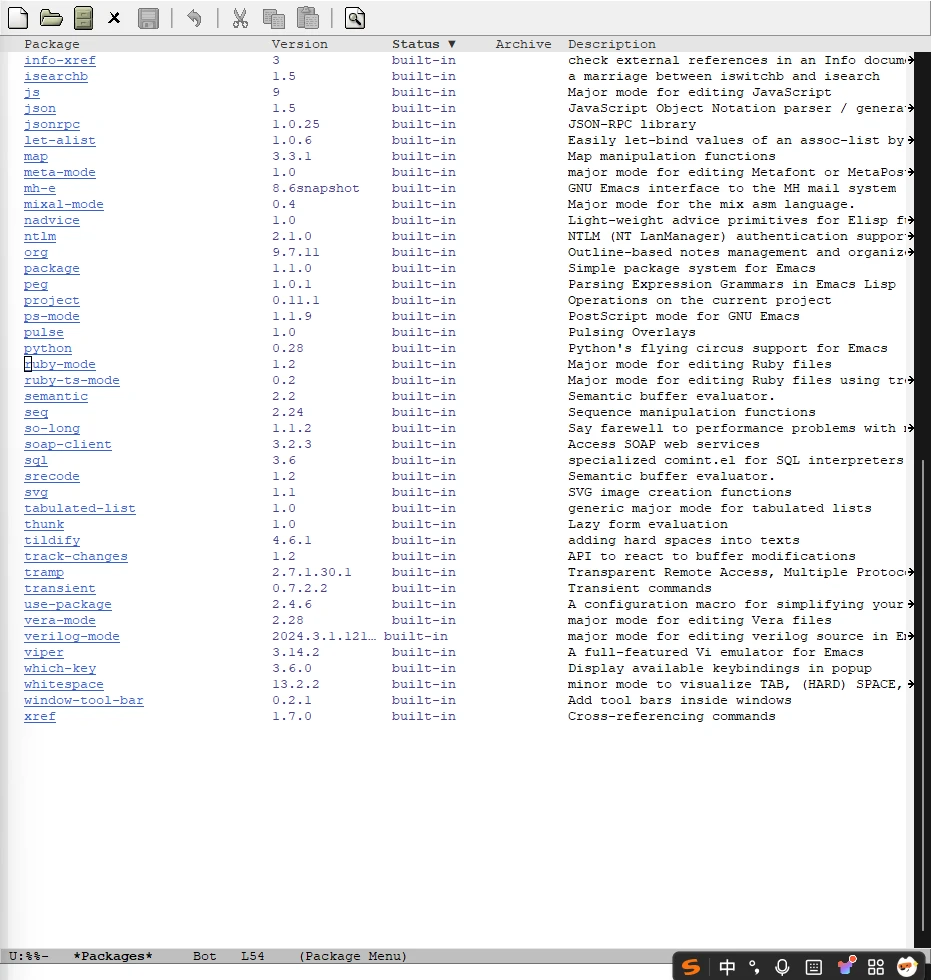 Package Version Status ▼ Archive Description
info-xref 3 built-in check external references in an Info docum
isearchb 1.5 built-in a marriage between iswitchb and isearch
js 9 built-in Major mode for editing JavaScript
json 1.5 built-in JavaScript Object Notation parser / genera
jsonrpc 1.0.25 built-in JSON-RPC library
let-alist 1.0.6 built-in Easily let-bind values of an assoc-list by
map 3.3.1 built-in Map manipulation functions
meta-mode 1.0 built-in major mode for editing Metafont or MetaPos
mh-e 8.6snapshot built-in GNU Emacs interface to the MH mail system
mixal-mode 0.4 built-in Major mode for the mix asm language.
nadvice 1.0 built-in Light-weight advice primitives for Elisp f
ntlm 2.1.0 built-in NTLM (NT LanManager) authentication suppor
org 9.7.11 built-in Outline-based notes management and organiz
package 1.1.0 built-in Simple package system for Emacs
peg 1.0.1 built-in Parsing Expression Grammars in Emacs Lisp
project 0.11.1 built-in Operations on the current project
ps-mode 1.1.9 built-in PostScript mode for GNU Emacs
pulse 1.0 built-in Pulsing Overlays
python 0.28 built-in Python's flying circus support for Emacs
ruby-mode 1.2 built-in Major mode for editing Ruby files
ruby-ts-mode 0.2 built-in Major mode for editing Ruby files using tr
semantic 2.2 built-in Semantic buffer evaluator.
seq 2.24 built-in Sequence manipulation functions
so-long 1.1.2 built-in Say farewell to performance problems with
soap-client 3.2.3 built-in Access SOAP web services
sql 3.6 built-in specialized comint.el for SQL interpreters
srecode 1.2 built-in Semantic buffer evaluator.
svg 1.1 built-in SVG image creation functions
tabulated-list 1.0 built-in generic major mode for tabulated lists
thunk 1.0 built-in Lazy form evaluation
tildify 4.6.1 built-in adding hard spaces into texts
track-changes 1.2 built-in API to react to buffer modifications
tramp 2.7.1.30.1 built-in Transparent Remote Access, Multiple Protoc
transient 0.7.2.2 built-in Transient commands
use-package 2.4.6 built-in A configuration macro for simplifying your
vera-mode 2.28 built-in major mode for editing Vera files
verilog-mode 2024.3.1.121… built-in major mode for editing verilog source in E
viper 3.14.2 built-in A full-featured Vi emulator for Emacs
which-key 3.6.0 built-in Display available keybindings in popup
whitespace 13.2.2 built-in minor mode to visualize TAB, (HARD) SPACE,
window-tool-bar 0.2.1 built-in Add tool bars inside windows
xref 1.7.0 built-in Cross-referencing commands
U:%%- *Packages* Bot L54 (Package Menu)
中 °,